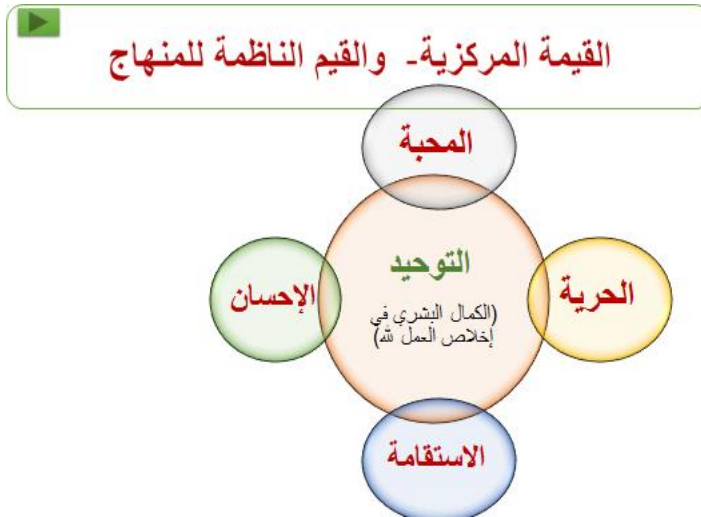 القيمة المركزية- والقيم الناظمة للمنهاج
المحبة
التوحيد
(الكمال البشري في
إخلاص العمل لله)
الحرية
الإحسان
الاستقامة